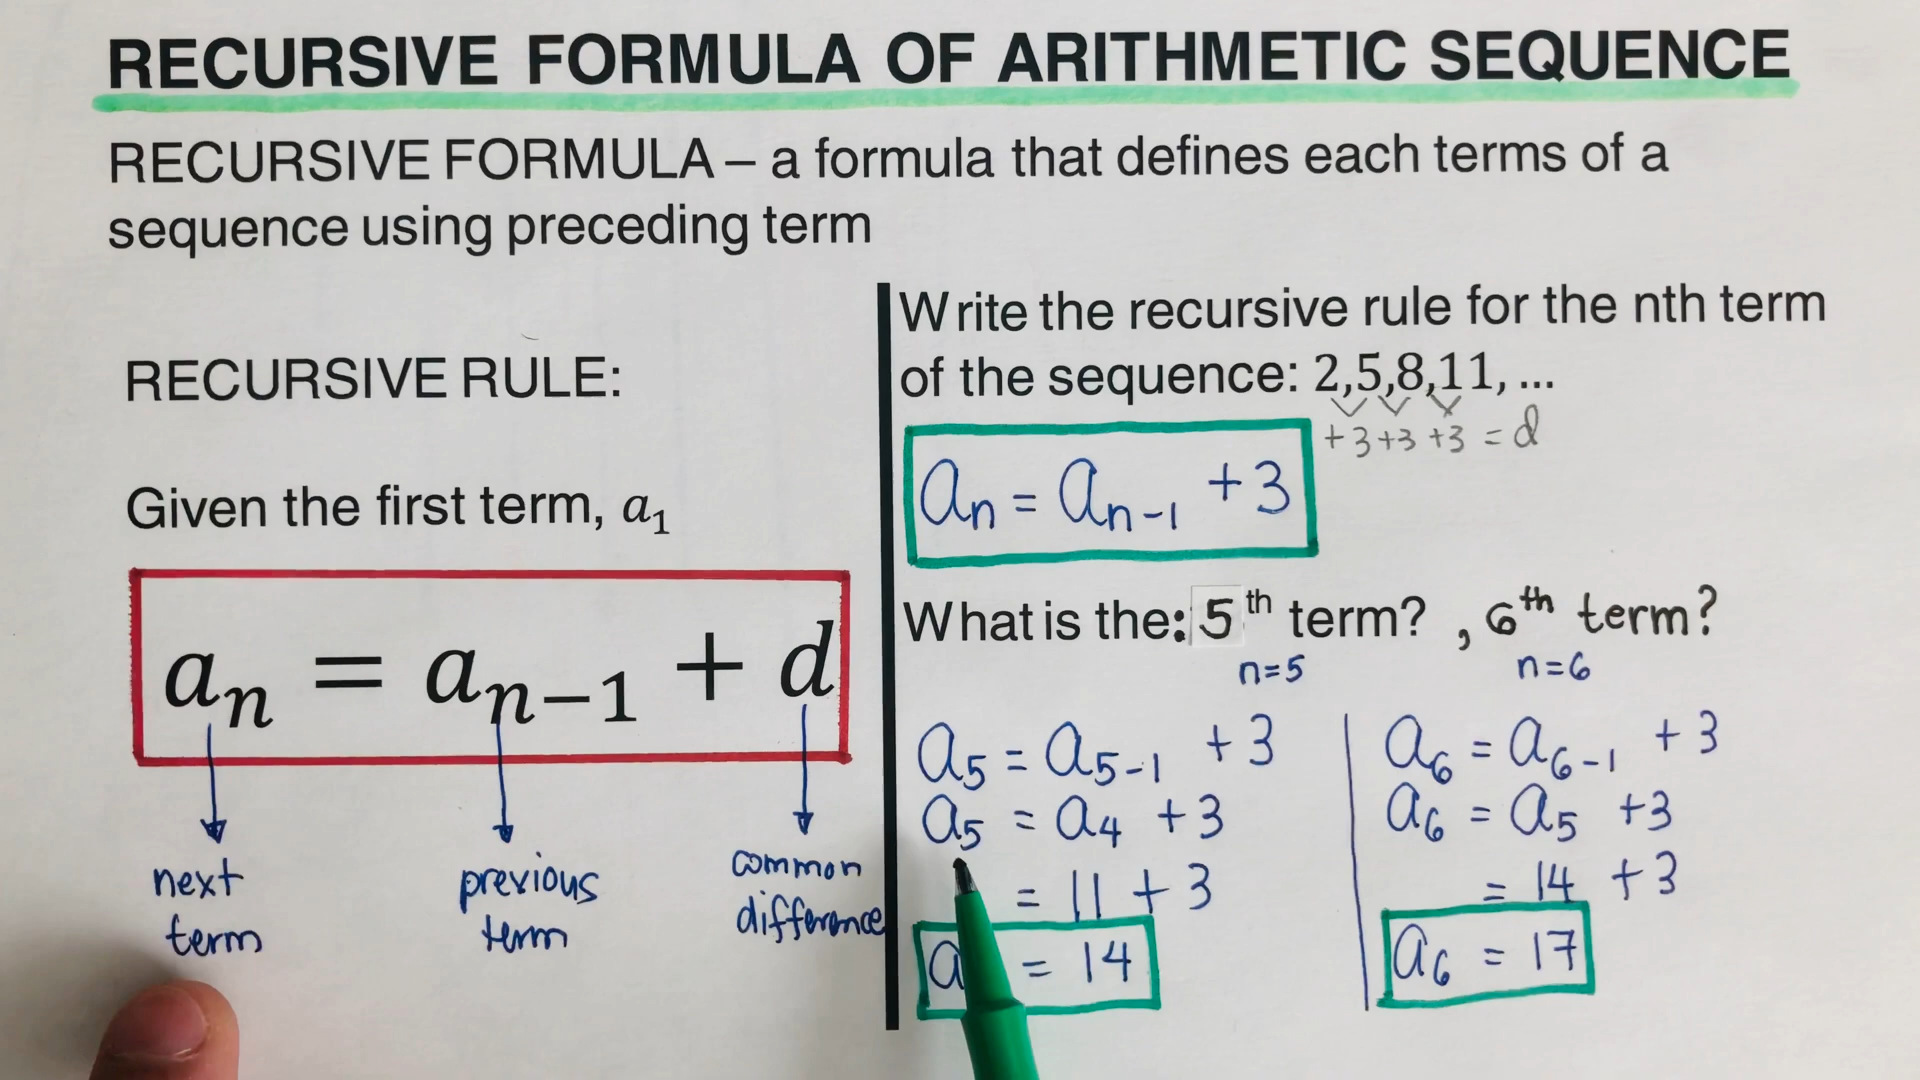 RECURSIVE FORMULA OF ARITHMETIC SEQUENCE
RECURSIVE FORMULA – a formula that defines each terms of a
sequence using preceding term
RECURSIVE RULE:
Given the first term, a₁
aₙ = aₙ₋₁ + d
next
term
previous
term
common
difference
Write the recursive rule for the nth term
of the sequence: 2,5,8,11, ...
+3 +3 +3 = d
aₙ = aₙ₋₁ +3
What is the: 5ᵗʰ term? , 6ᵗʰ term?
n=5 n=6
a₅ = a₅₋₁ +3
a₅ = a₄ +3
= 11 +3
a = 14
a₆ = a₆₋₁ +3
a₆ = a₅ +3
= 14 +3
a₆ = 17